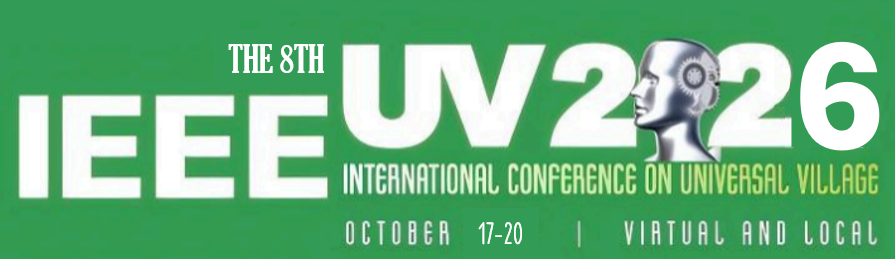 THE 8TH
IEEE UV2026
INTERNATIONAL CONFERENCE ON UNIVERSAL VILLAGE
OCTOBER 17-20 | VIRTUAL AND LOCAL